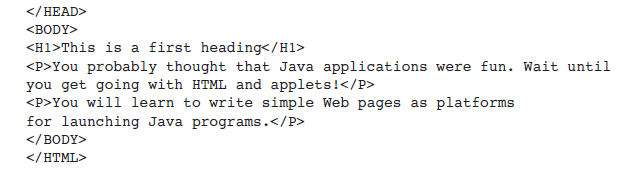 </HEAD>
<BODY>
<H1>This is a first heading</H1>
<P>You probably thought that Java applications were fun. Wait until
you get going with HTML and applets!</P>
<P>You will learn to write simple Web pages as platforms
for launching Java programs.</P>
</BODY>
</HTML>